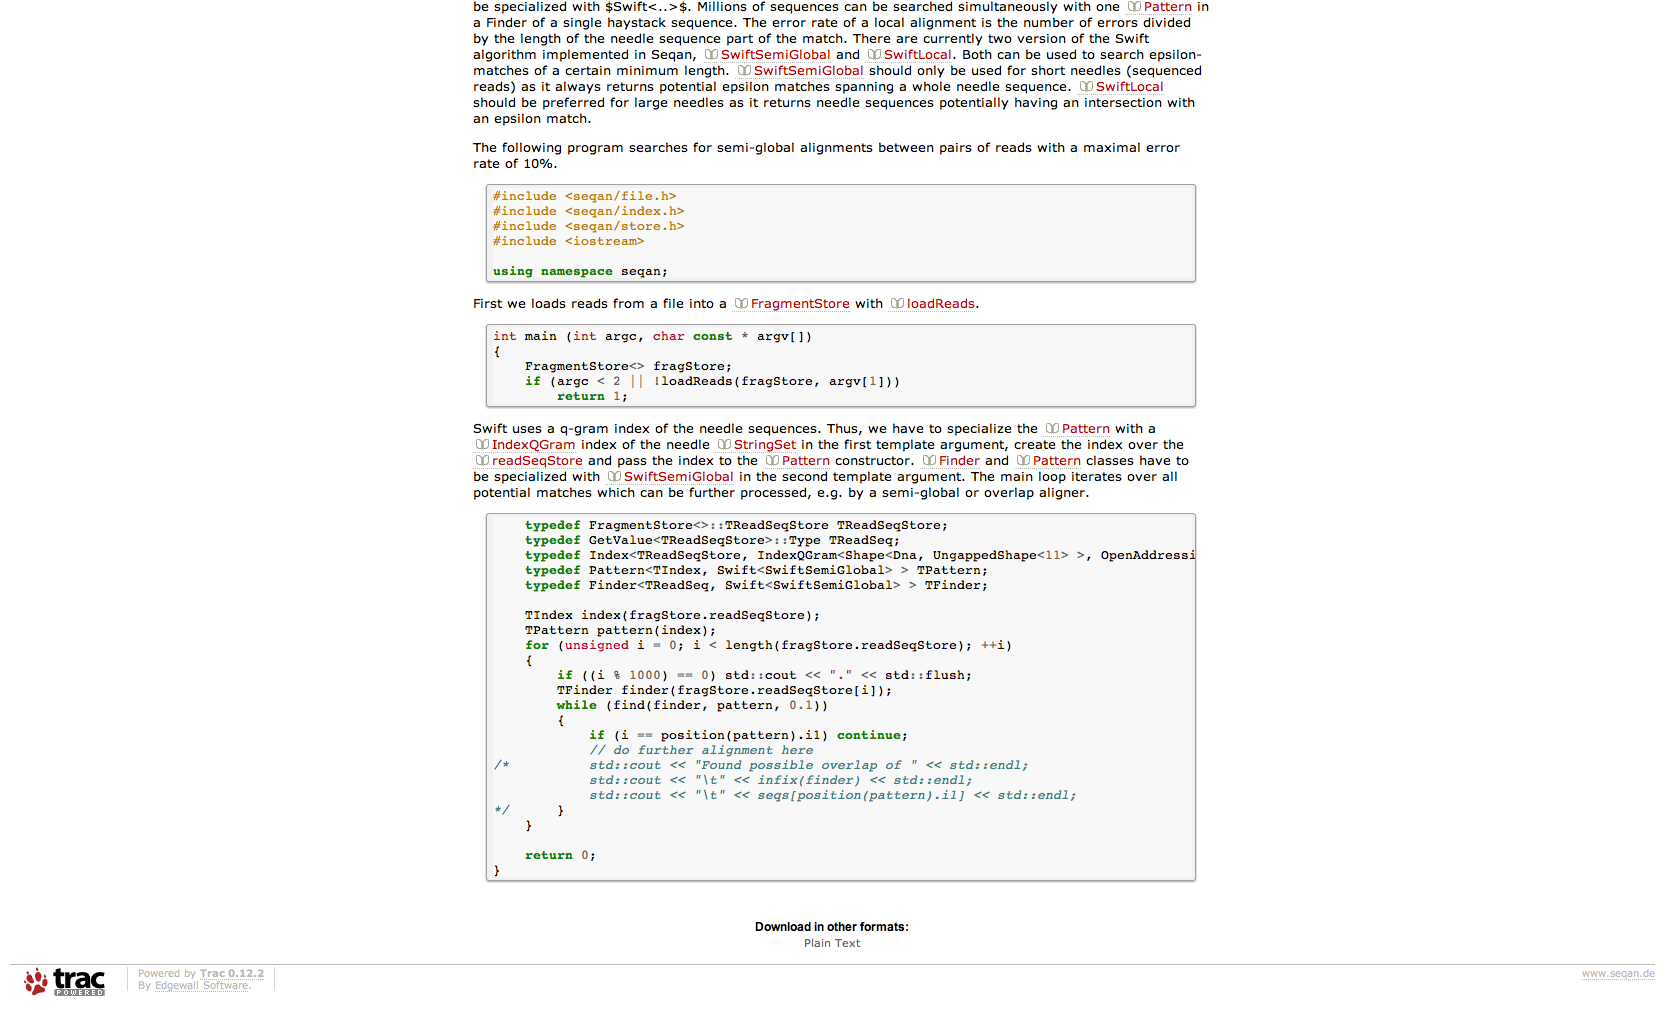 be specialized with $Swift<..>$. Millions of sequences can be searched simultaneously with one Pattern in
a Finder of a single haystack sequence. The error rate of a local alignment is the number of errors divided
by the length of the needle sequence part of the match. There are currently two version of the Swift
algorithm implemented in Seqan, SwiftSemiGlobal and SwiftLocal. Both can be used to search epsilon-
matches of a certain minimum length. SwiftSemiGlobal should only be used for short needles (sequenced
reads) as it always returns potential epsilon matches spanning a whole needle sequence. SwiftLocal
should be preferred for large needles as it returns needle sequences potentially having an intersection with
an epsilon match.
The following program searches for semi-global alignments between pairs of reads with a maximal error
rate of 10%.
#include <seqan/file.h>
#include <seqan/index.h>
#include <seqan/store.h>
#include <iostream>
using namespace seqan;
First we loads reads from a file into a FragmentStore with loadReads.
int main (int argc, char const * argv[])
{
    FragmentStore<> fragStore;
    if (argc < 2 || !loadReads(fragStore, argv[1]))
        return 1;
Swift uses a q-gram index of the needle sequences. Thus, we have to specialize the Pattern with a
IndexQGram index of the needle StringSet in the first template argument, create the index over the
readSeqStore and pass the index to the Pattern constructor. Finder and Pattern classes have to
be specialized with SwiftSemiGlobal in the second template argument. The main loop iterates over all
potential matches which can be further processed, e.g. by a semi-global or overlap aligner.
    typedef FragmentStore<>::TReadSeqStore TReadSeqStore;
    typedef GetValue<TReadSeqStore>::Type TReadSeq;
    typedef Index<TReadSeqStore, IndexQGram<Shape<Dna, UngappedShape<11> >, OpenAddressi
    typedef Pattern<TIndex, Swift<SwiftSemiGlobal> > TPattern;
    typedef Finder<TReadSeq, Swift<SwiftSemiGlobal> > TFinder;
    TIndex index(fragStore.readSeqStore);
    TPattern pattern(index);
    for (unsigned i = 0; i < length(fragStore.readSeqStore); ++i)
    {
        if ((i % 1000) == 0) std::cout << "." << std::flush;
        TFinder finder(fragStore.readSeqStore[i]);
        while (find(finder, pattern, 0.1))
        {
            if (i == position(pattern).i1) continue;
            // do further alignment here
/*          std::cout << "Found possible overlap of " << std::endl;
            std::cout << "\t" << infix(finder) << std::endl;
            std::cout << "\t" << seqs[position(pattern).i1] << std::endl;
*/      }
    }
    return 0;
}
Download in other formats:
Plain Text
trac POWERED
Powered by Trac 0.12.2
By Edgewall Software.
www.seqan.de